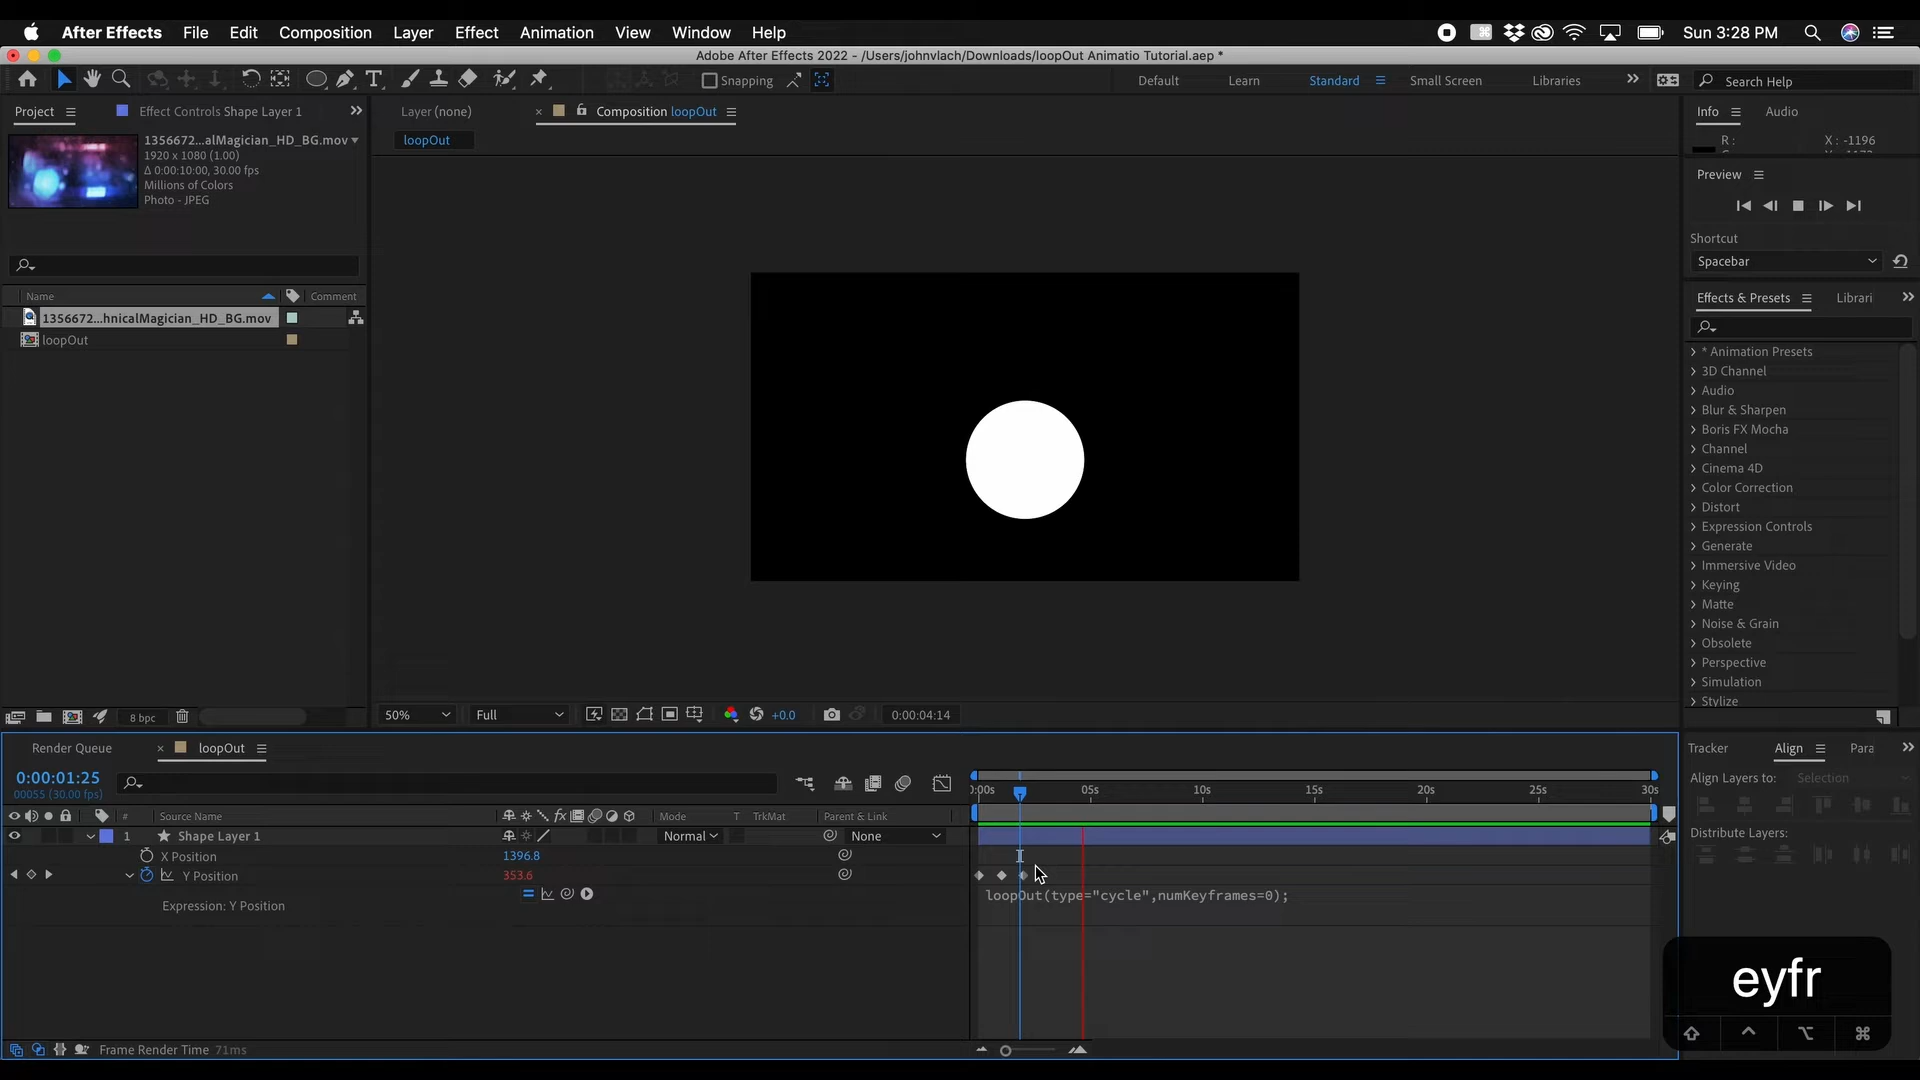 After Effects File Edit Composition Layer Effect Animation View Window Help Sun 3:28 PM
Adobe After Effects 2022 - /Users/johnvlach/Downloads/loopOut Animatio Tutorial.aep *
Snapping Default Learn Standard Small Screen Libraries Search Help
Project Effect Controls Shape Layer 1
Layer (none) Composition loopOut
Info Audio
loopOut
1356672...alMagician_HD_BG.mov
1920 x 1080 (1.00)
Δ 0:00:10:00, 30.00 fps
Millions of Colors
Photo - JPEG
R: X: -1196
Preview
Shortcut
Spacebar
Name Comment
1356672...hnicalMagician_HD_BG.mov
loopOut
Effects & Presets Librari
* Animation Presets
3D Channel
Audio
Blur & Sharpen
Boris FX Mocha
Channel
Cinema 4D
Color Correction
Distort
Expression Controls
Generate
Immersive Video
Keying
Matte
Noise & Grain
Obsolete
Perspective
Simulation
Stylize
8 bpc
50% Full +0.0 0:00:04:14
Render Queue loopOut
Tracker Align Para
0:00:01:25
00055 (30.00 fps)
Align Layers to: Selection
:00s 05s 10s 15s 20s 25s 30s
# Source Name fx Mode T TrkMat Parent & Link
Distribute Layers:
1 Shape Layer 1 Normal None
X Position 1396.8
Y Position 353.6
Expression: Y Position
loopOut(type="cycle",numKeyframes=0);
eyfr
Frame Render Time 71ms